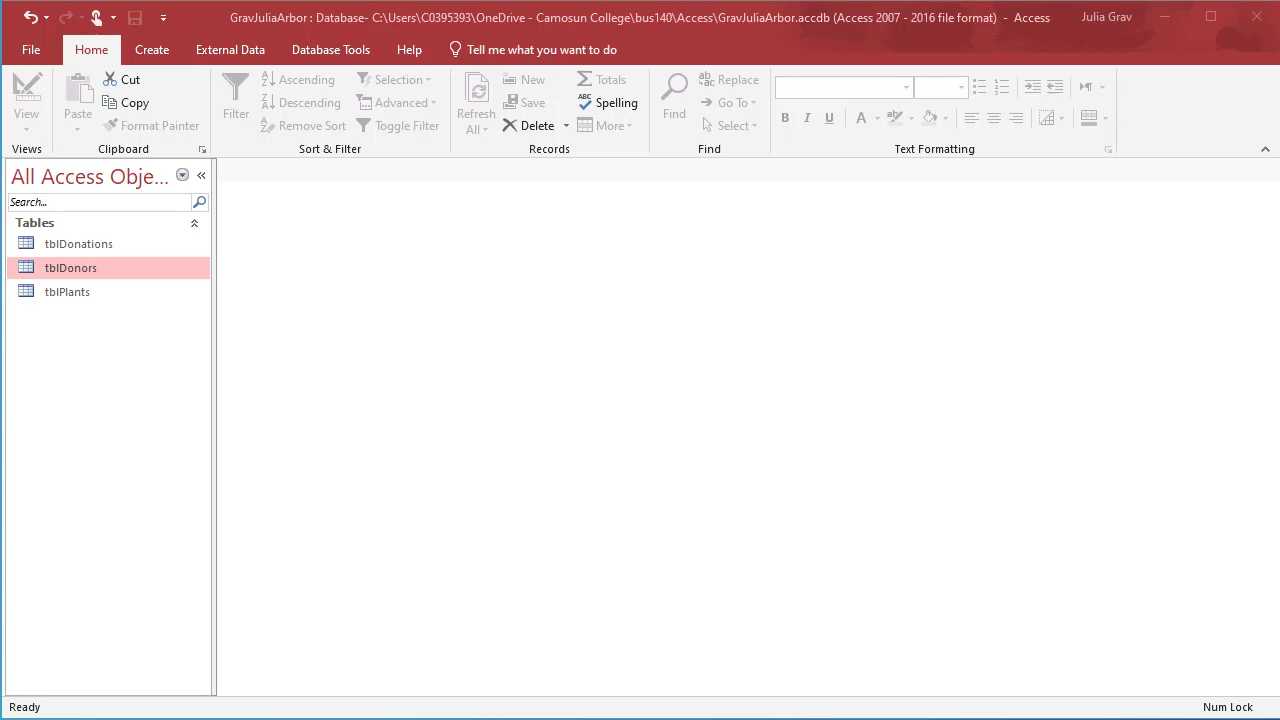 GravJuliaArbor : Database- C:\Users\C0395393\OneDrive - Camosun College\bus140\Access\GravJuliaArbor.accdb (Access 2007 - 2016 file format) - Access
Julia Grav
File Home Create External Data Database Tools Help Tell me what you want to do
View
Views
Paste
Cut
Copy
Format Painter
Clipboard
Filter
Ascending
Descending
Remove Sort
Selection
Advanced
Toggle Filter
Sort & Filter
Refresh
All
New
Save
Delete
Totals
Spelling
More
Records
Find
Replace
Go To
Select
Find
B I U A
Text Formatting
All Access Obje...
Search...
Tables
tblDonations
tblDonors
tblPlants
Ready
Num Lock